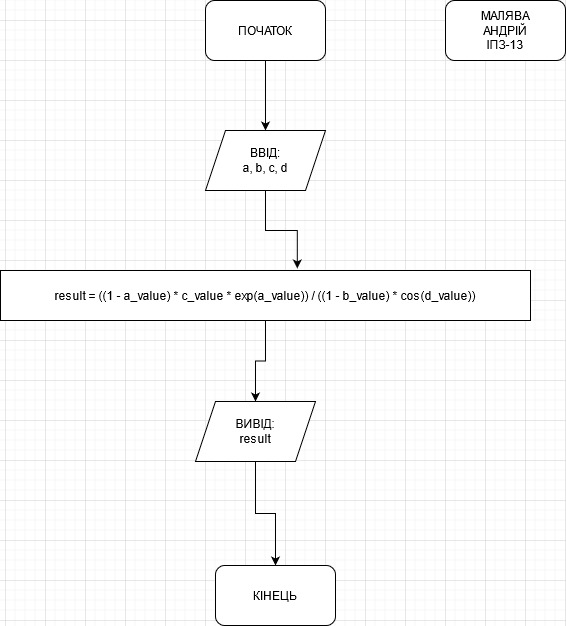 ПОЧАТОК
МАЛЯВА
АНДРІЙ
ІПЗ-13
ВВІД:
a, b, c, d
result = ((1 - a_value) * c_value * exp(a_value)) / ((1 - b_value) * cos(d_value))
ВИВІД:
result
КІНЕЦЬ